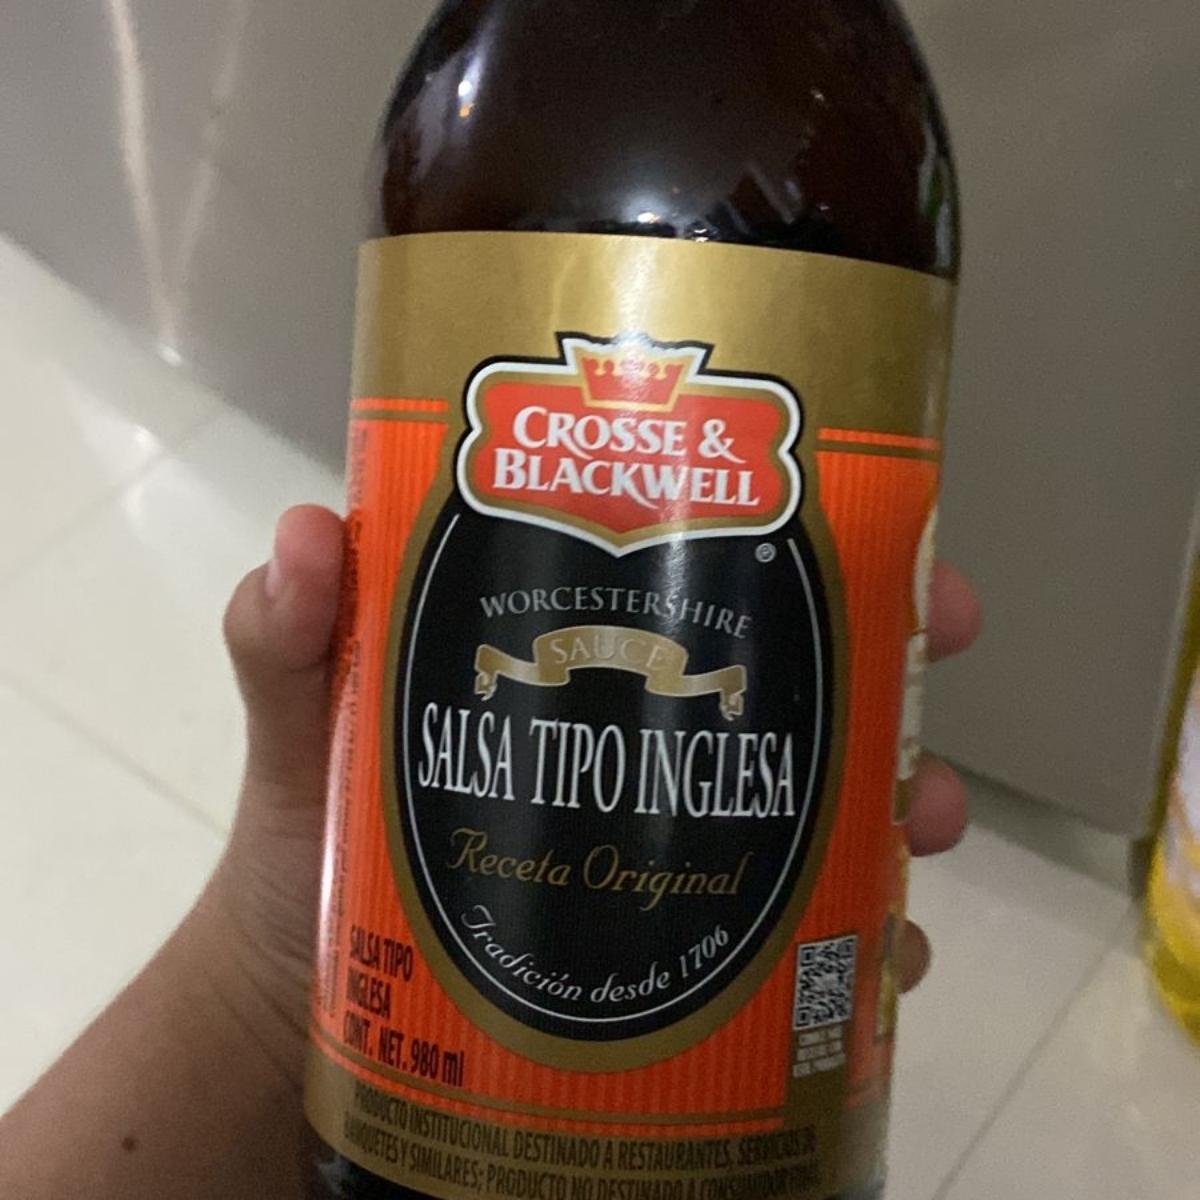 CROSSE &
BLACKWELL
®
WORCESTERSHIRE
SAUCE
SALSA TIPO INGLESA
Receta Original
Tradición desde 1706
SALSA TIPO
INGLESA
CONT. NET. 980 ml
PRODUCTO INSTITUCIONAL DESTINADO A RESTAURANTES, SERVICIOS DE
BANQUETES Y SIMILARES; PRODUCTO NO DESTINADO A CONSUMIDOR